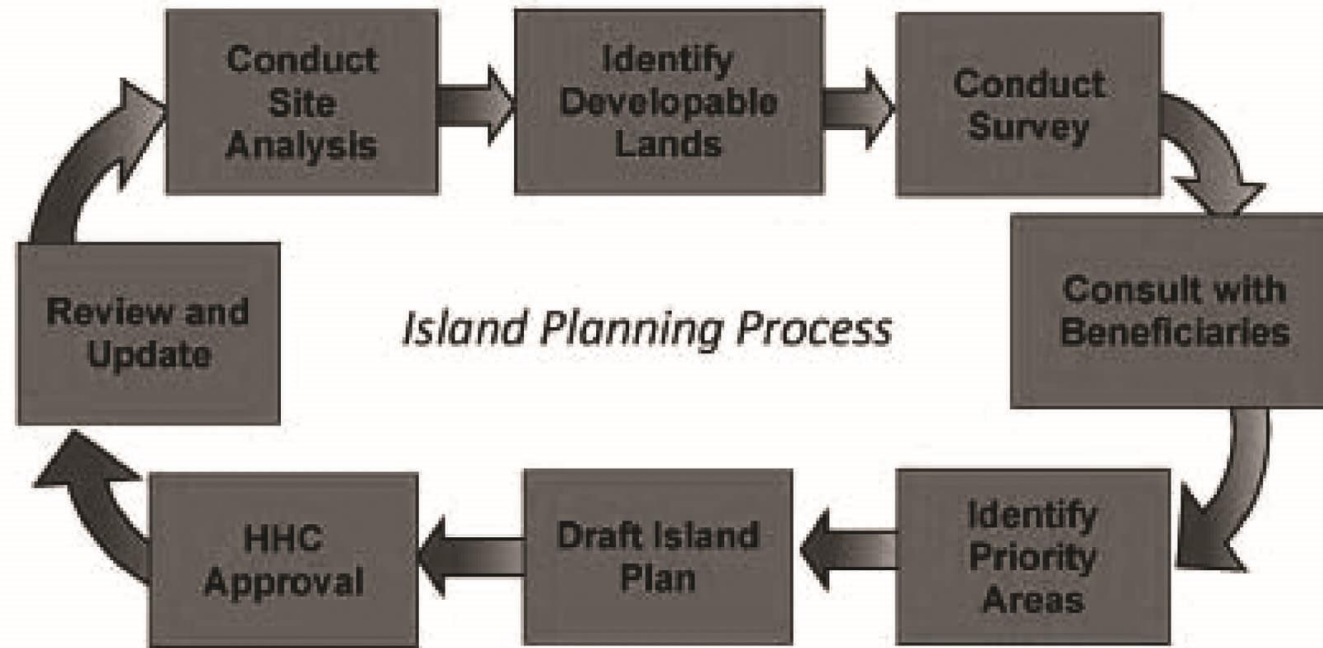 Conduct
Site
Analysis
Identify
Developable
Lands
Conduct
Survey
Consult with
Beneficiaries
Identify
Priority
Areas
Draft Island
Plan
HHC
Approval
Review and
Update
Island Planning Process